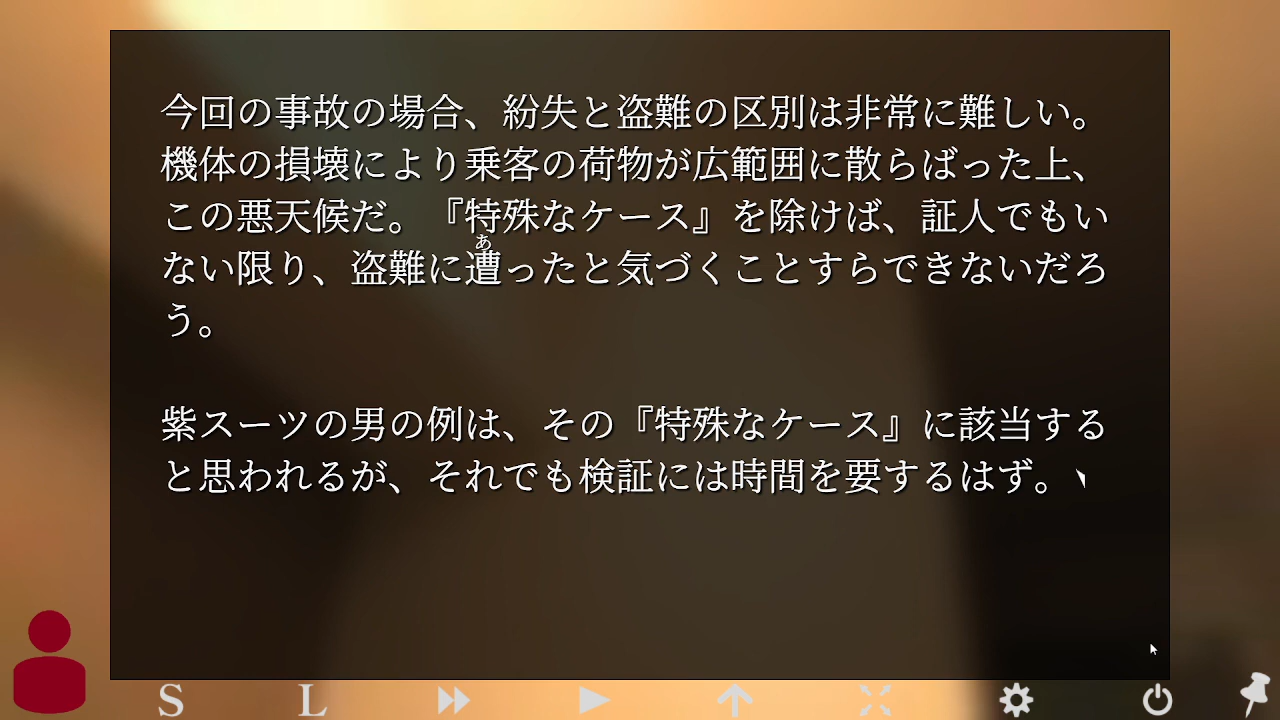 今回の事故の場合、紛失と盗難の区別は非常に難しい。
機体の損壊により乗客の荷物が広範囲に散らばった上、
この悪天候だ。『特殊なケース』を除けば、証人でもい
あ
ない限り、盗難に遭ったと気づくことすらできないだろ
う。
紫スーツの男の例は、その『特殊なケース』に該当する
と思われるが、それでも検証には時間を要するはず。
S L